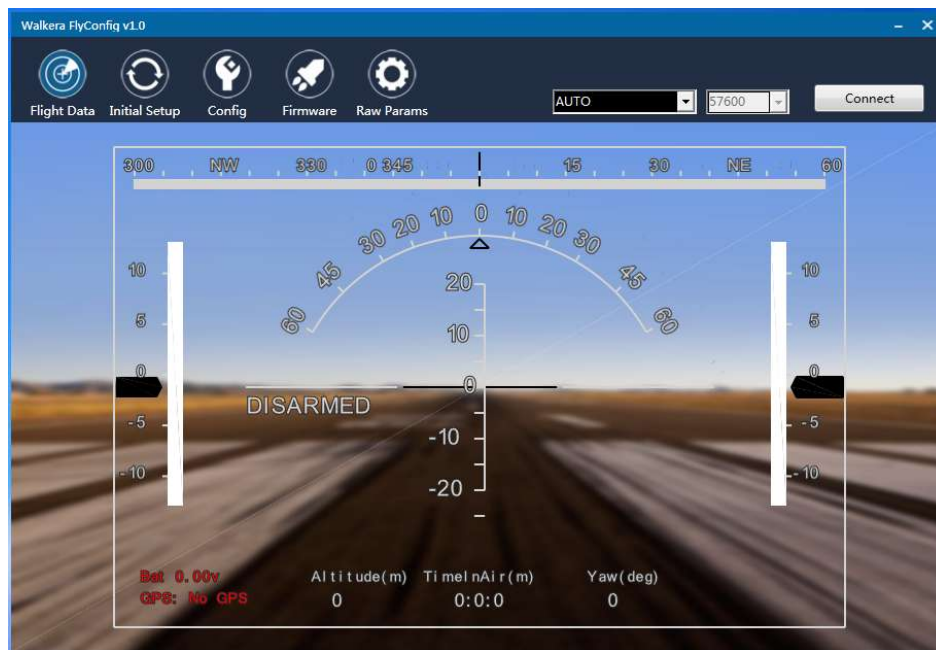 Walkera FlyConfig v1.0
Flight Data Initial Setup Config Firmware Raw Params
AUTO 57600 Connect
300 NW 330 0 345 15 30 NE 60
60 45 30 20 10 0 10 20 30 45 60
20
10 10
10
5 5
0 0 0
DISARMED
-5 -5
-10
-10 -10
-20
Bat 0.00v Altitude(m) TimeInAir(m) Yaw(deg)
GPS: No GPS 0 0:0:0 0